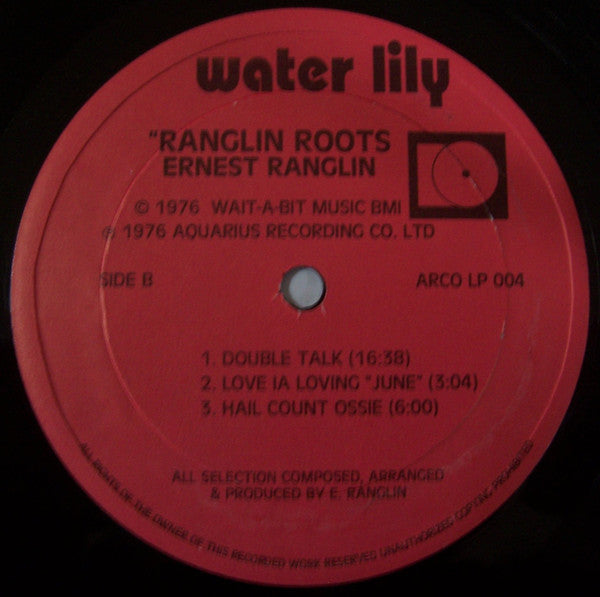 water lily
"RANGLIN ROOTS
ERNEST RANGLIN
© 1976 WAIT-A-BIT MUSIC BMI
℗ 1976 AQUARIUS RECORDING CO. LTD
SIDE B
ARCO LP 004
1. DOUBLE TALK (16:38)
2. LOVE IA LOVING "JUNE" (3:04)
3. HAIL COUNT OSSIE (6:00)
ALL SELECTION COMPOSED, ARRANGED
& PRODUCED BY E. RANGLIN
ALL RIGHTS OF THE OWNER OF THIS RECORDED WORK RESERVED UNAUTHORIZED COPYING PROHIBITED